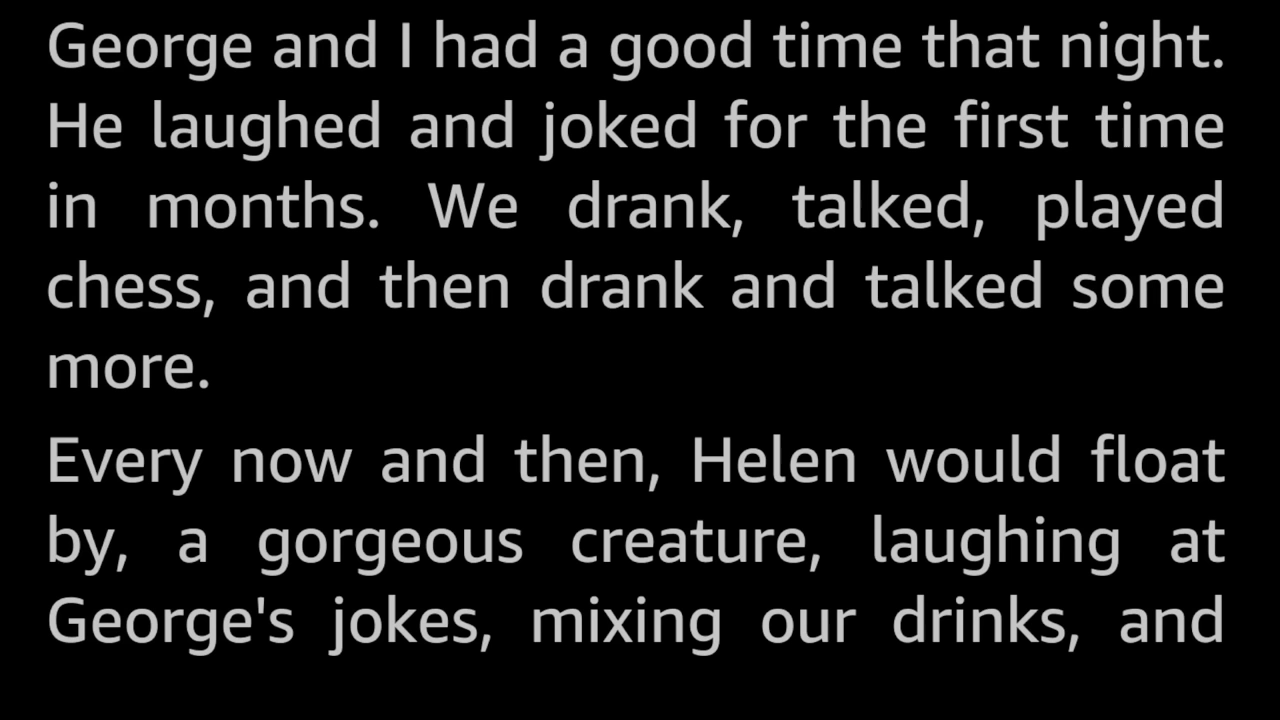 George and I had a good time that night.
He laughed and joked for the first time
in months. We drank, talked, played
chess, and then drank and talked some
more.
Every now and then, Helen would float
by, a gorgeous creature, laughing at
George's jokes, mixing our drinks, and